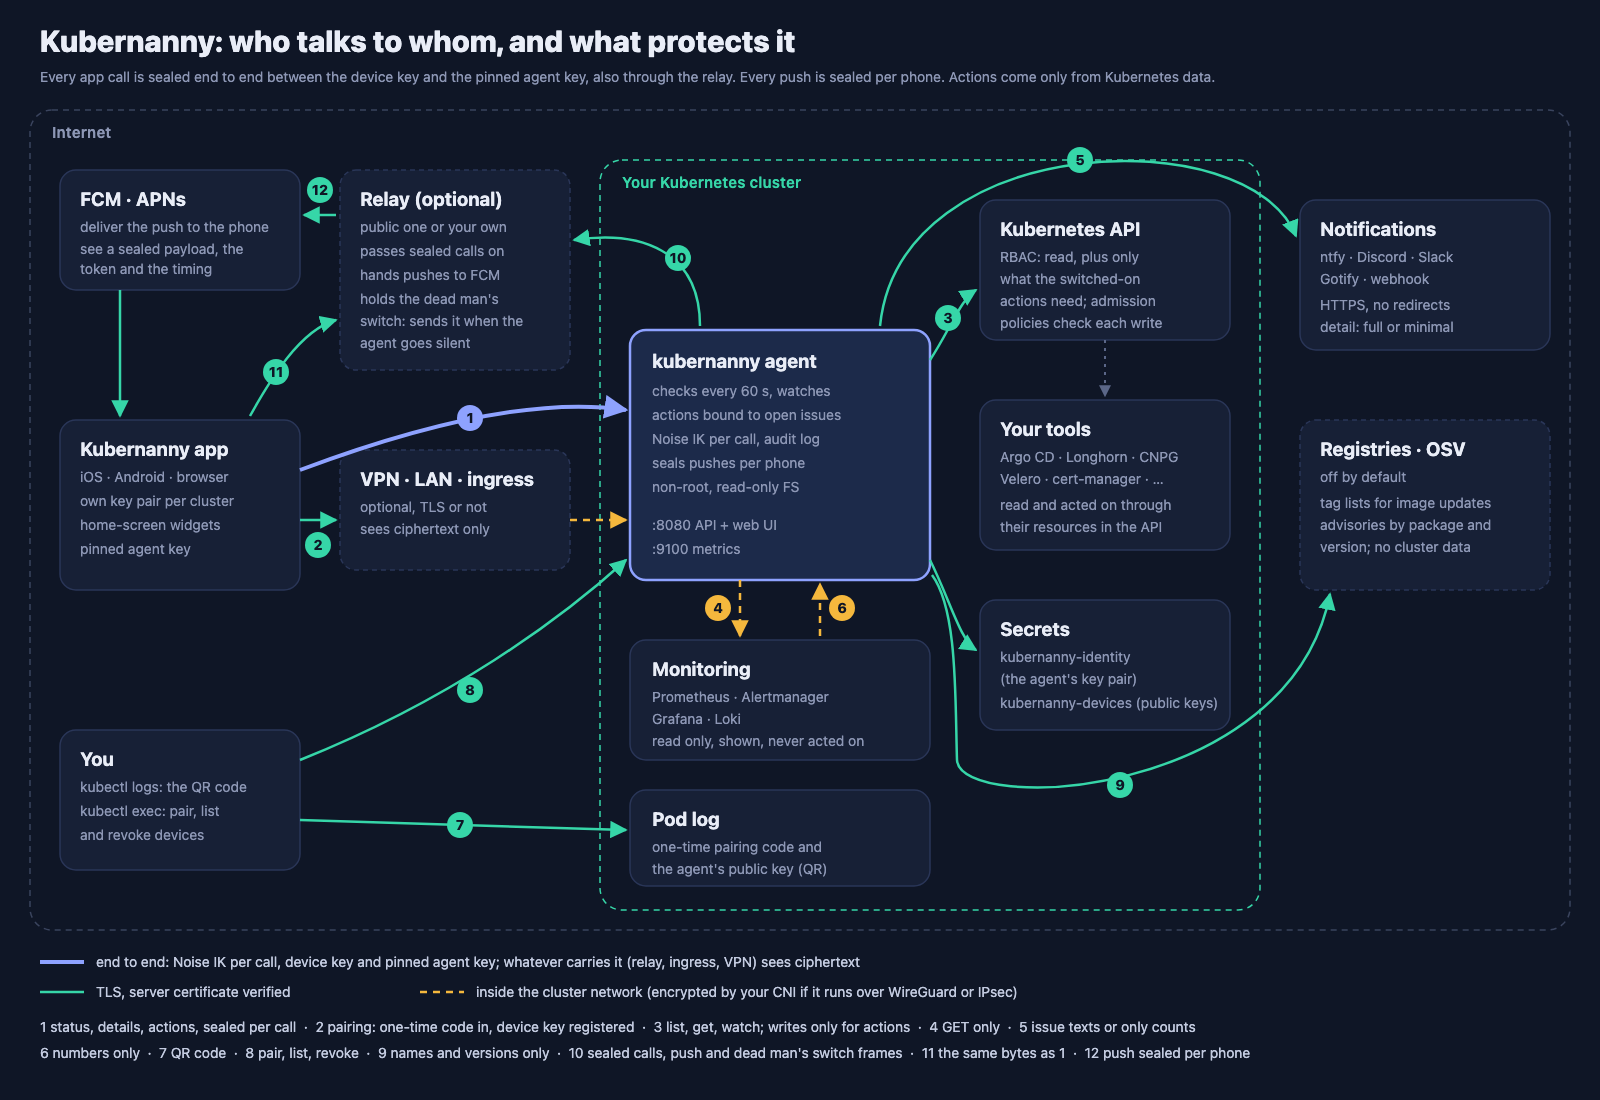 Kubernanny: who talks to whom, and what protects it
Every app call is sealed end to end between the device key and the pinned agent key, also through the relay. Every push is sealed per phone. Actions come only from Kubernetes data.
Internet
FCM · APNs
deliver the push to the phone
see a sealed payload, the
token and the timing
12
Relay (optional)
public one or your own
passes sealed calls on
hands pushes to FCM
holds the dead man's
switch: sends it when the
agent goes silent
Your Kubernetes cluster
10
5
3
Kubernetes API
RBAC: read, plus only
what the switched-on
actions need; admission
policies check each write
Notifications
ntfy · Discord · Slack
Gotify · webhook
HTTPS, no redirects
detail: full or minimal
11
1
Kubernanny app
iOS · Android · browser
own key pair per cluster
home-screen widgets
pinned agent key
2
VPN · LAN · ingress
optional, TLS or not
sees ciphertext only
kubernanny agent
checks every 60 s, watches
actions bound to open issues
Noise IK per call, audit log
seals pushes per phone
non-root, read-only FS
:8080 API + web UI
:9100 metrics
Your tools
Argo CD · Longhorn · CNPG
Velero · cert-manager · ...
read and acted on through
their resources in the API
Registries · OSV
off by default
tag lists for image updates
advisories by package and
version; no cluster data
4
6
8
Monitoring
Prometheus · Alertmanager
Grafana · Loki
read only, shown, never acted on
Secrets
kubernanny-identity
(the agent's key pair)
kubernanny-devices (public keys)
9
You
kubectl logs: the QR code
kubectl exec: pair, list
and revoke devices
7
Pod log
one-time pairing code and
the agent's public key (QR)
end to end: Noise IK per call, device key and pinned agent key; whatever carries it (relay, ingress, VPN) sees ciphertext
TLS, server certificate verified
inside the cluster network (encrypted by your CNI if it runs over WireGuard or IPsec)
1 status, details, actions, sealed per call · 2 pairing: one-time code in, device key registered · 3 list, get, watch; writes only for actions · 4 GET only · 5 issue texts or only counts
6 numbers only · 7 QR code · 8 pair, list, revoke · 9 names and versions only · 10 sealed calls, push and dead man's switch frames · 11 the same bytes as 1 · 12 push sealed per phone